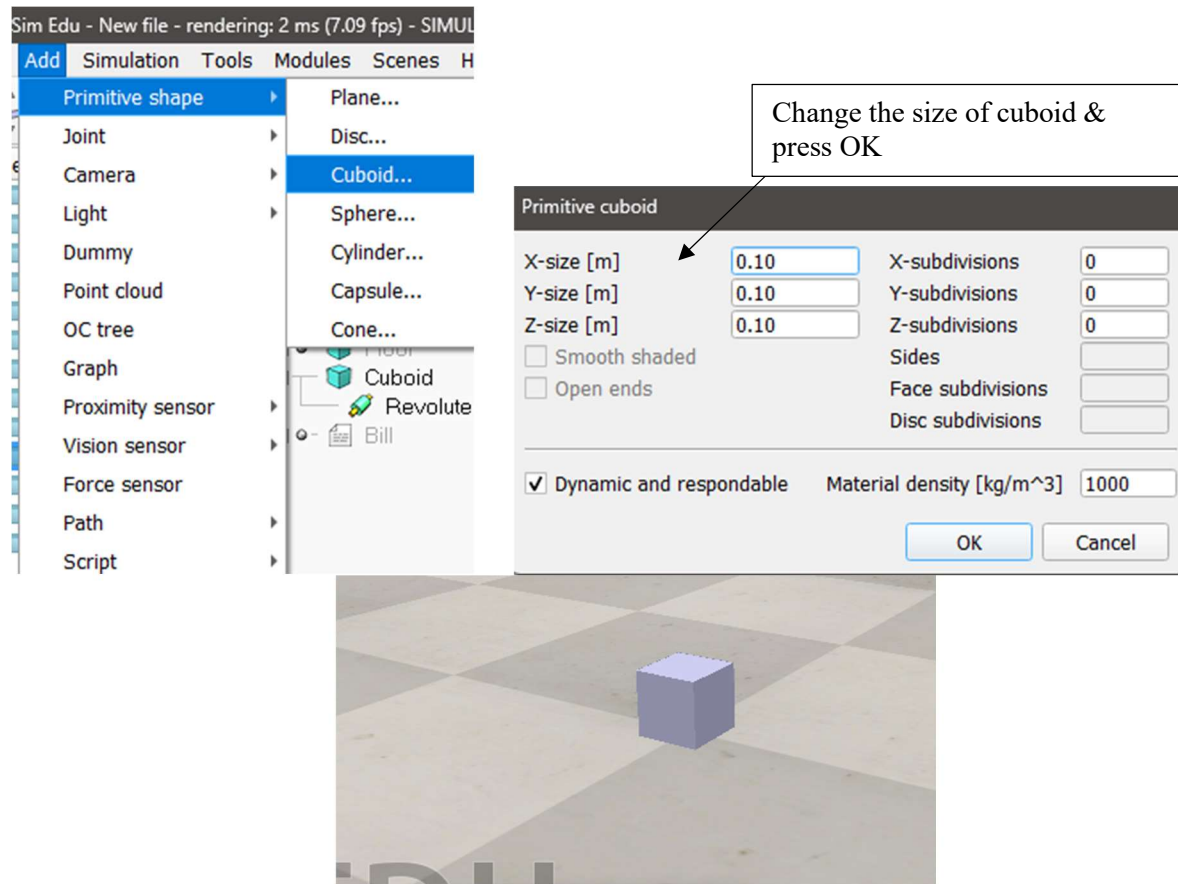 Sim Edu - New file - rendering: 2 ms (7.09 fps) - SIMUL
Add Simulation Tools Modules Scenes H
Primitive shape
Joint
Camera
Light
Dummy
Point cloud
OC tree
Graph
Proximity sensor
Vision sensor
Force sensor
Path
Script
Plane...
Disc...
Cuboid...
Sphere...
Cylinder...
Capsule...
Cone...
Floor
Cuboid
Revolute
Bill
Change the size of cuboid &
press OK
Primitive cuboid
X-size [m] 0.10 X-subdivisions 0
Y-size [m] 0.10 Y-subdivisions 0
Z-size [m] 0.10 Z-subdivisions 0
Smooth shaded Sides
Open ends Face subdivisions
Disc subdivisions
Dynamic and respondable Material density [kg/m^3] 1000
OK Cancel
EDU